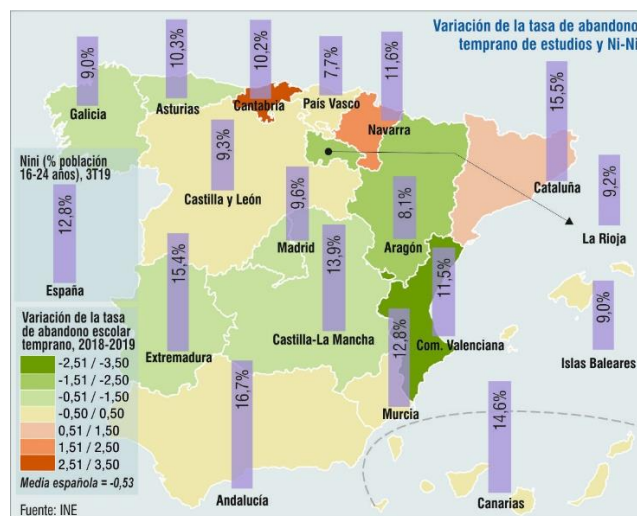 Variación de la tasa de abandono
temprano de estudios y Ni-Ni
9,0%
Galicia
10,3%
Asturias
10,2%
Cantabria
7,7%
País Vasco
11,6%
Navarra
15,5%
Cataluña
9,3%
Castilla y León
9,6%
Madrid
8,1%
Aragón
9,2%
La Rioja
Nini (% población
16-24 años), 3T19
12,8%
España
15,4%
Extremadura
13,9%
Castilla-La Mancha
11,5%
Com. Valenciana
9,0%
Islas Baleares
12,8%
Murcia
16,7%
Andalucía
14,6%
Canarias
Variación de la tasa
de abandono escolar
temprano, 2018-2019
-2,51 / -3,50
-1,51 / -2,50
-0,51 / -1,50
-0,50 / 0,50
0,51 / 1,50
1,51 / 2,50
2,51 / 3,50
Media española = -0,53
Fuente: INE